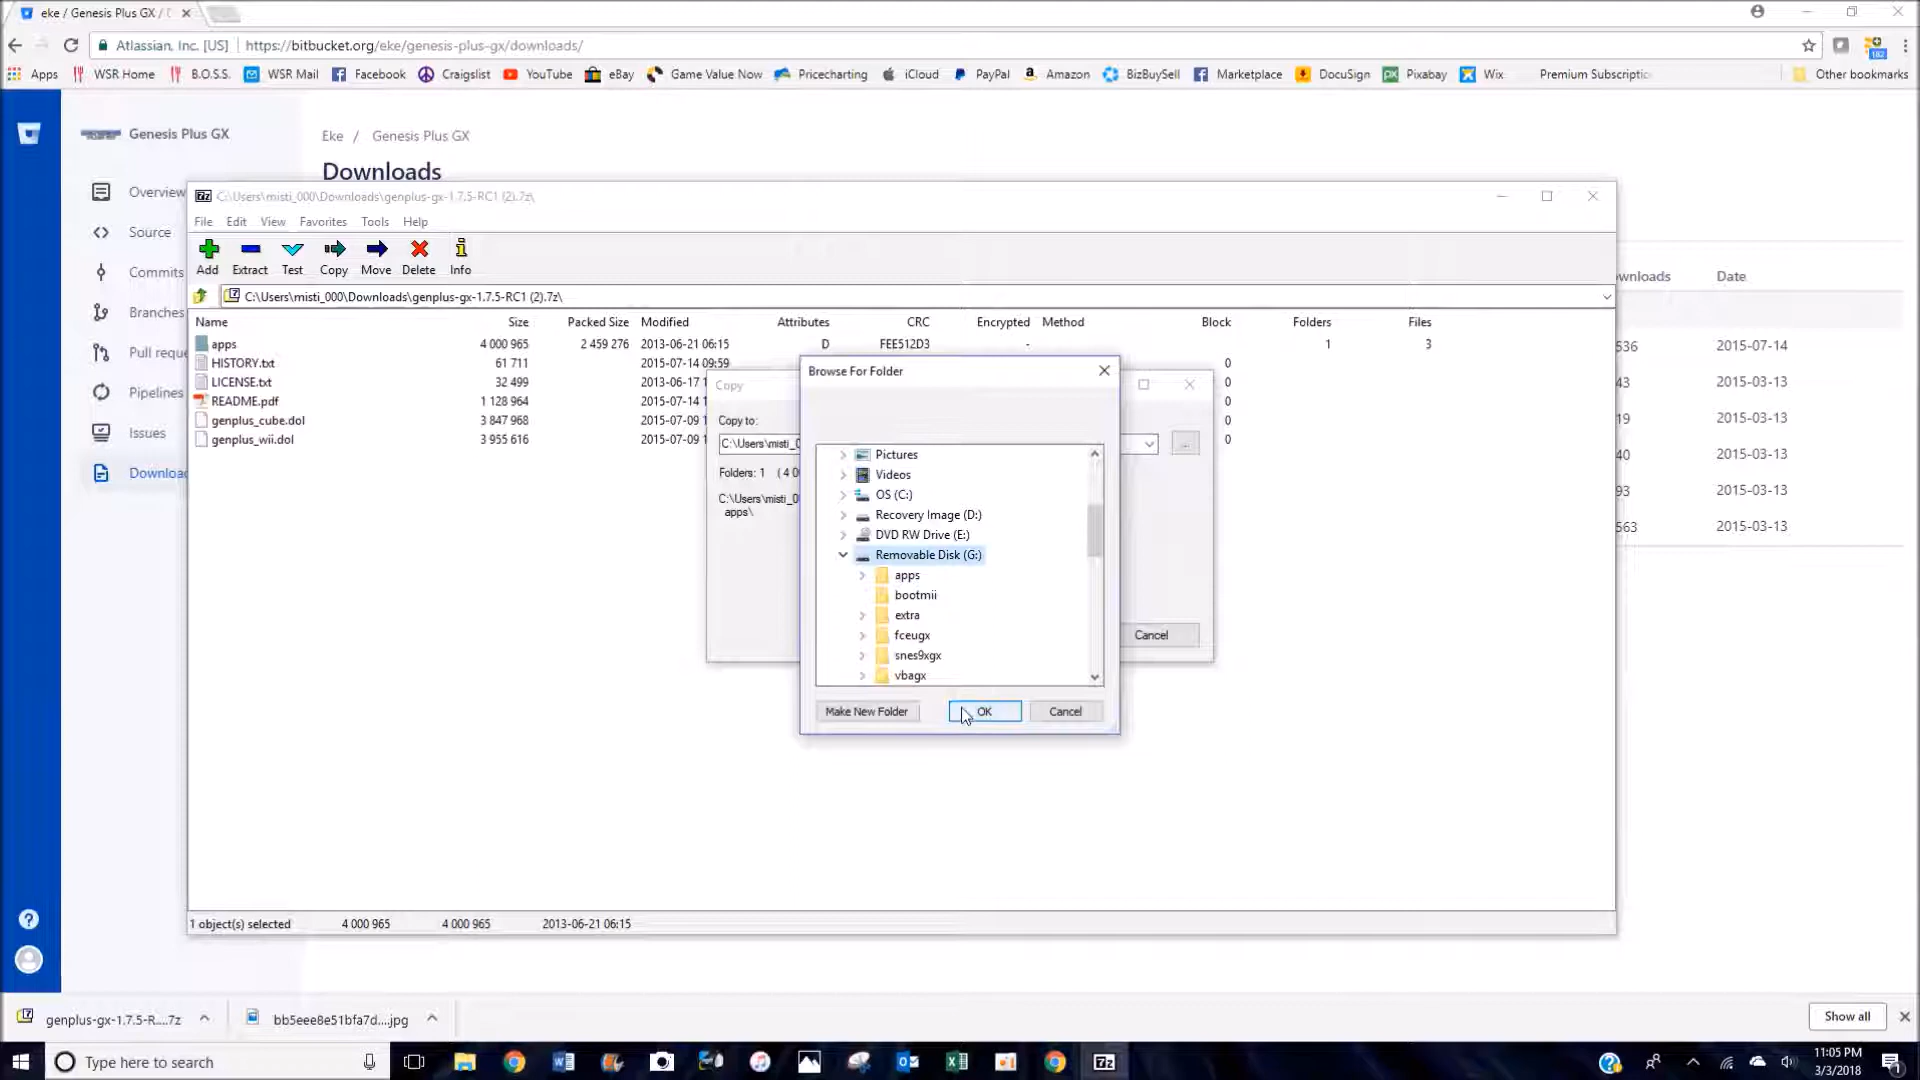 eke / Genesis Plus GX /
Atlassian, Inc. [US] https://bitbucket.org/eke/genesis-plus-gx/downloads/
Apps WSR Home B.O.S.S. WSR Mail Facebook Craigslist YouTube eBay Game Value Now Pricecharting iCloud PayPal Amazon BizBuySell Marketplace DocuSign Pixabay Wix Premium Subscriptio Other bookmarks
Genesis Plus GX
Eke / Genesis Plus GX
Downloads
Overview
Source
Commits
Branches
Pull reque
Pipelines
Issues
Download
C:\Users\misti_000\Downloads\genplus-gx-1.7.5-RC1 (2).7z\
File Edit View Favorites Tools Help
Add Extract Test Copy Move Delete Info
C:\Users\misti_000\Downloads\genplus-gx-1.7.5-RC1 (2).7z\
Name Size Packed Size Modified Attributes CRC Encrypted Method Block Folders Files
apps 4 000 965 2 459 276 2013-06-21 06:15 D FEE512D3 - 1 3
HISTORY.txt 61 711 2015-07-14 09:59 0
LICENSE.txt 32 499 2013-06-17 1 0
README.pdf 1 128 964 2015-07-14 1 0
genplus_cube.dol 3 847 968 2015-07-09 1 0
genplus_wii.dol 3 955 616 2015-07-09 1 0
wnloads Date
536 2015-07-14
43 2015-03-13
19 2015-03-13
40 2015-03-13
93 2015-03-13
563 2015-03-13
Copy
Copy to:
C:\Users\misti_0
...
Folders: 1 ( 4 00
C:\Users\misti_0
apps\
Cancel
Browse For Folder
Pictures
Videos
OS (C:)
Recovery Image (D:)
DVD RW Drive (E:)
Removable Disk (G:)
apps
bootmii
extra
fceugx
snes9xgx
vbagx
Make New Folder OK Cancel
1 object(s) selected 4 000 965 4 000 965 2013-06-21 06:15
genplus-gx-1.7.5-R....7z bb5eee8e51bfa7d....jpg Show all
Type here to search
11:05 PM
3/3/2018